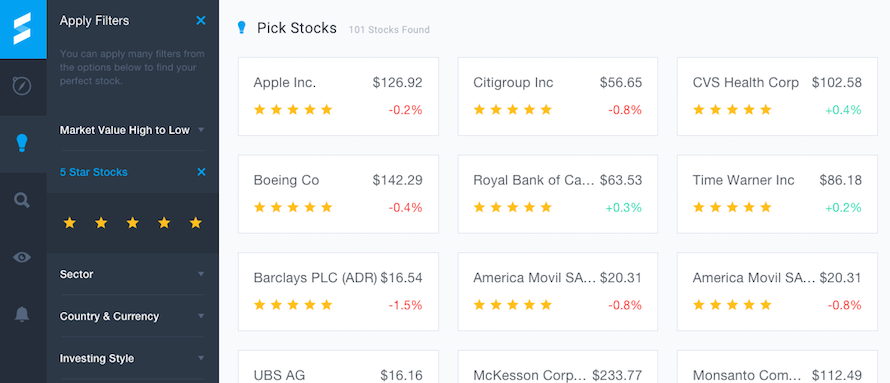 Apply Filters
You can apply many filters from
the options below to find your
perfect stock.
Market Value High to Low
5 Star Stocks
Sector
Country & Currency
Investing Style
Pick Stocks 101 Stocks Found
Apple Inc. $126.92
-0.2%
Citigroup Inc $56.65
-0.8%
CVS Health Corp $102.58
+0.4%
Boeing Co $142.29
-0.4%
Royal Bank of Ca... $63.53
+0.3%
Time Warner Inc $86.18
+0.2%
Barclays PLC (ADR) $16.54
-1.5%
America Movil SA... $20.31
-0.8%
America Movil SA... $20.31
-0.8%
UBS AG $16.16
McKesson Corp... $233.77
Monsanto Com... $112.49